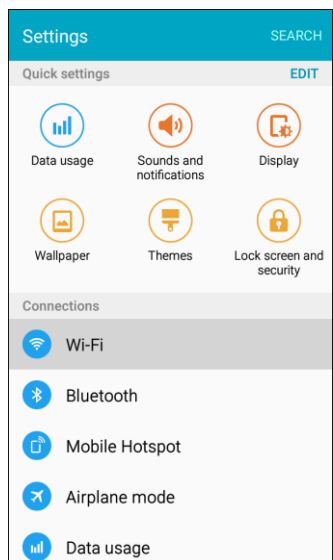 Settings SEARCH
Quick settings EDIT
Data usage Sounds and notifications Display
Wallpaper Themes Lock screen and security
Connections
Wi-Fi
Bluetooth
Mobile Hotspot
Airplane mode
Data usage